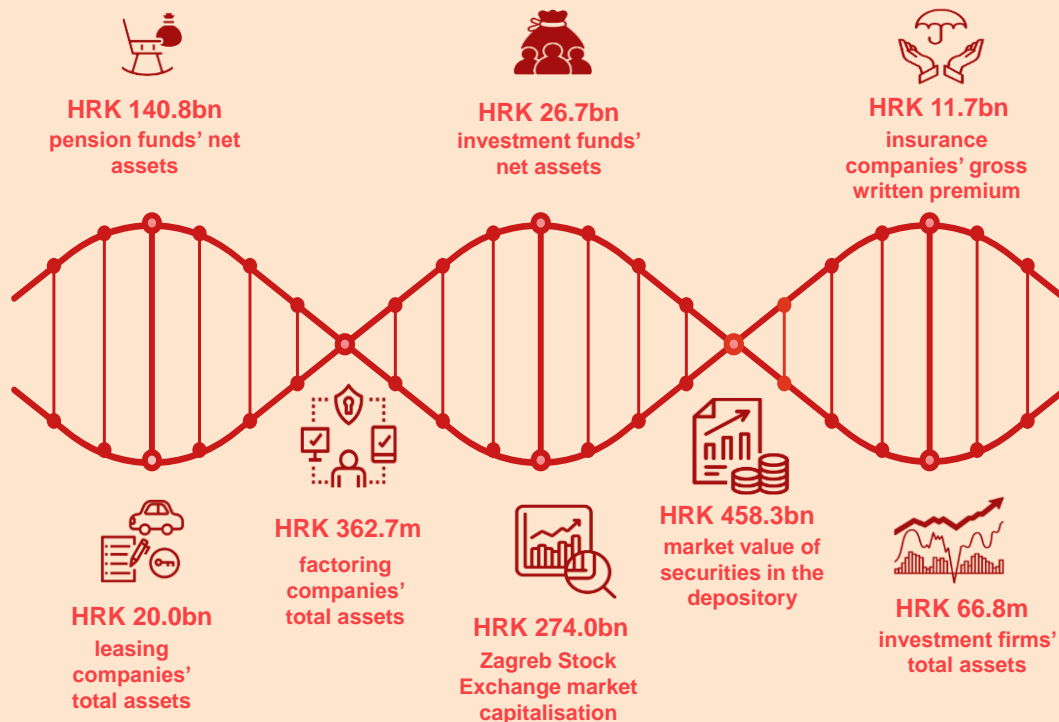 HRK 140.8bn
pension funds’ net
assets
HRK 26.7bn
investment funds’
net assets
HRK 11.7bn
insurance
companies’ gross
written premium
HRK 20.0bn
leasing
companies’
total assets
HRK 362.7m
factoring
companies’
total assets
HRK 274.0bn
Zagreb Stock
Exchange market
capitalisation
HRK 458.3bn
market value of
securities in the
depository
HRK 66.8m
investment firms’
total assets